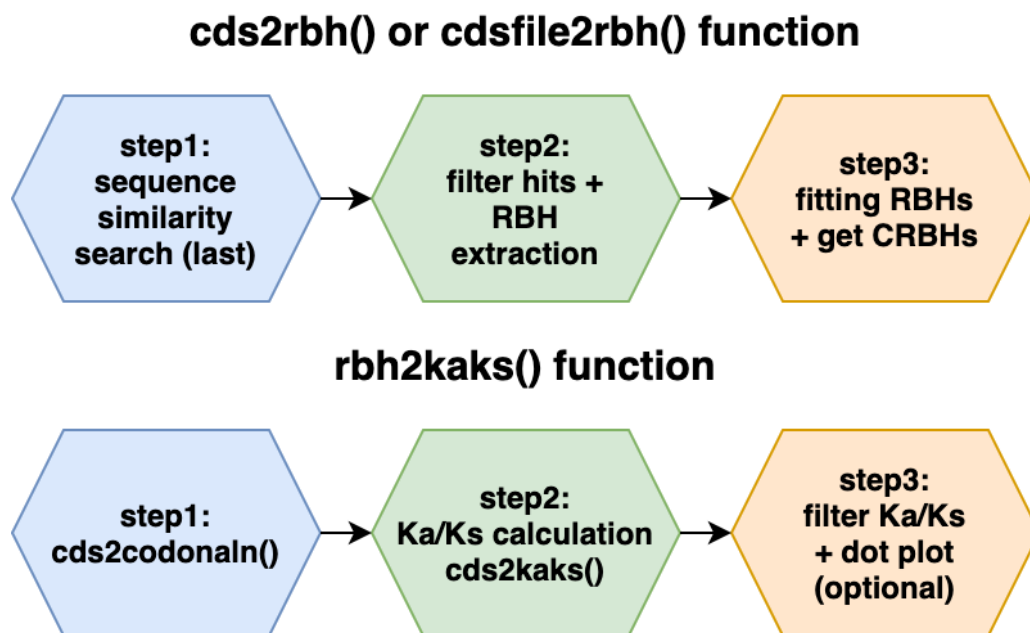 cds2rbh() or cdsfile2rbh() function
step1:
sequence
similarity
search (last)
step2:
filter hits +
RBH
extraction
step3:
fitting RBHs
+ get CRBHs
rbh2kaks() function
step1:
cds2codonaln()
step2:
Ka/Ks calculation
cds2kaks()
step3:
filter Ka/Ks
+ dot plot
(optional)